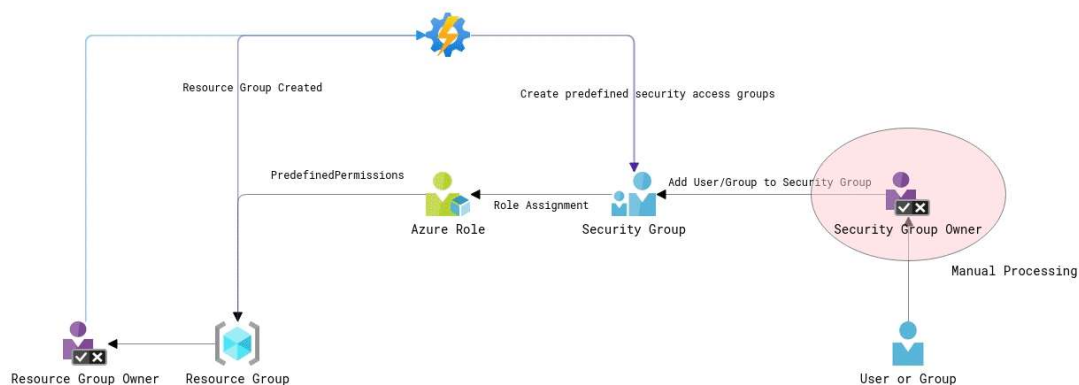 Resource Group Created
Create predefined security access groups
PredefinedPermissions
Add User/Group to Security Group
Role Assignment
Azure Role
Security Group
Security Group Owner
Manual Processing
Resource Group Owner
Resource Group
User or Group